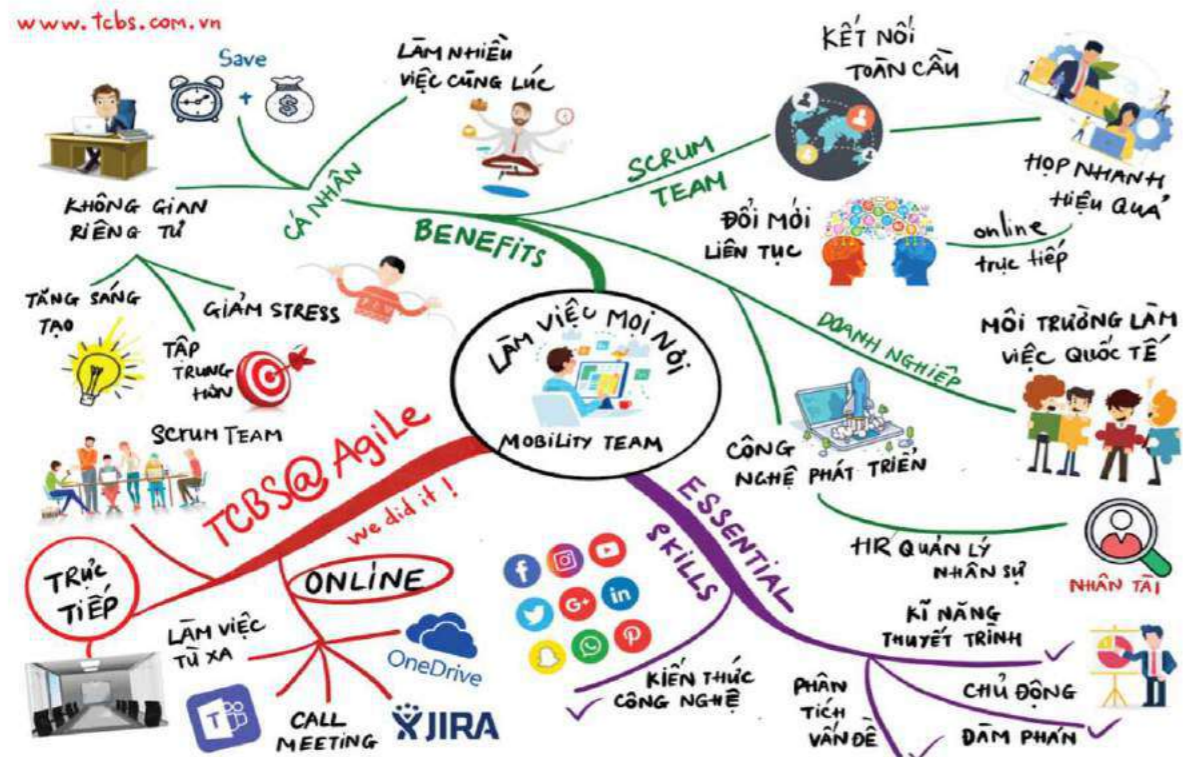 www.tcbs.com.vn
Save
+
$
LÀM NHIỀU
VIỆC CÙNG LÚC
KHÔNG GIAN
RIÊNG TƯ
CÁ NHÂN
BENEFITS
TĂNG SÁNG
TẠO
TẬP
TRUNG
HƠN
GIẢM STRESS
SCRUM
TEAM
KẾT NỐI
TOÀN CẦU
HỌP NHANH
HIỆU QUẢ
online
trực tiếp
ĐỔI MỚI
LIÊN TỤC
DOANH NGHIỆP
MÔI TRƯỜNG LÀM
VIỆC QUỐC TẾ
CÔNG
NGHỆ PHÁT TRIỂN
HR QUẢN LÝ
NHÂN SỰ
NHÂN TÀI
LÀM VIỆC MỌI NƠI
MOBILITY TEAM
TCBS@Agile
we did it!
SCRUM TEAM
TRỰC
TIẾP
ONLINE
LÀM VIỆC
TỪ XA
T
CALL
MEETING
JIRA
OneDrive
ESSENTIAL
SKILLS
f
G+
in
KIẾN THỨC
CÔNG NGHỆ
KĨ NĂNG
THUYẾT TRÌNH
CHỦ ĐỘNG
ĐÀM PHÁN
PHÂN
TÍCH
VẤN ĐỀ